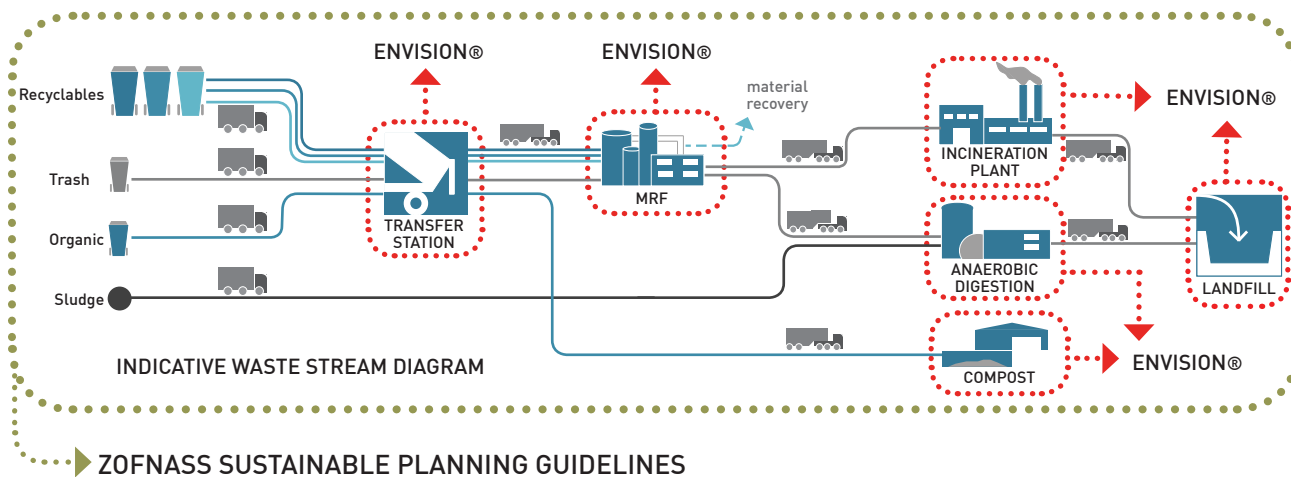 ENVISION®
ENVISION®
Recyclables
material
recovery
ENVISION®
INCINERATION
PLANT
Trash
MRF
TRANSFER
STATION
Organic
ANAEROBIC
DIGESTION
LANDFILL
Sludge
INDICATIVE WASTE STREAM DIAGRAM
ENVISION®
COMPOST
ZOFNASS SUSTAINABLE PLANNING GUIDELINES